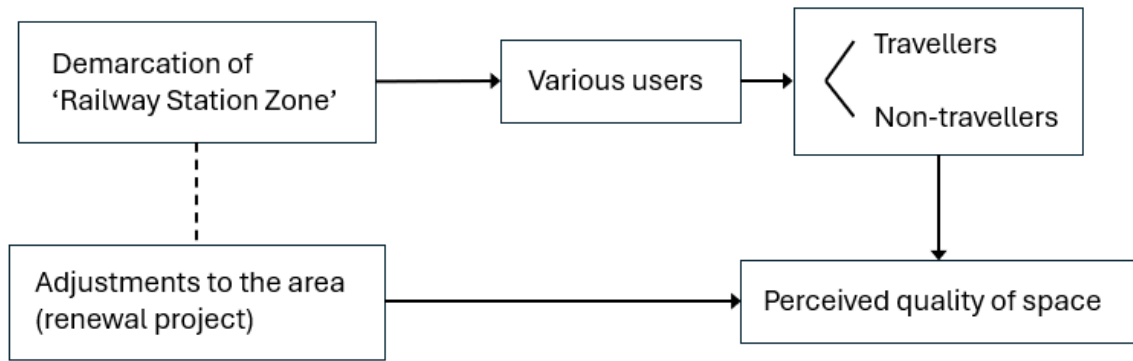 Demarcation of
‘Railway Station Zone’
Various users
Travellers
Non-travellers
Adjustments to the area
(renewal project)
Perceived quality of space